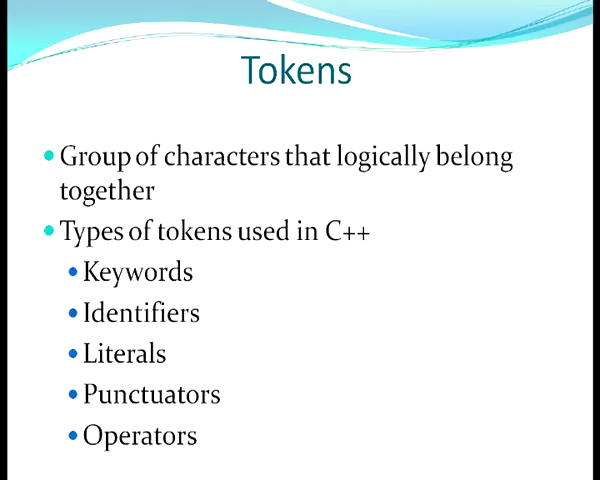 Tokens
Group of characters that logically belong
together
Types of tokens used in C++
Keywords
Identifiers
Literals
Punctuators
Operators